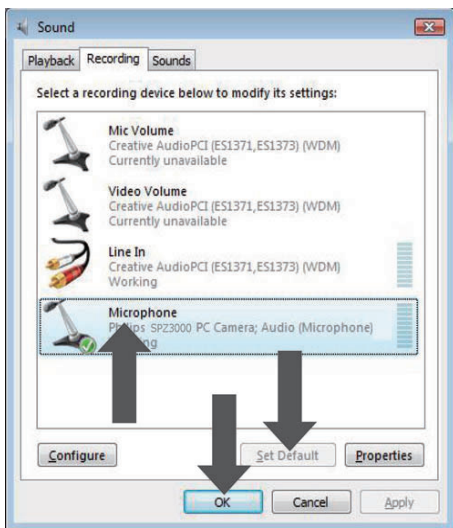 Sound
Playback Recording Sounds
Select a recording device below to modify its settings:
Mic Volume
Creative AudioPCI (ES1371,ES1373) (WDM)
Currently unavailable
Video Volume
Creative AudioPCI (ES1371,ES1373) (WDM)
Currently unavailable
Line In
Creative AudioPCI (ES1371,ES1373) (WDM)
Working
Microphone
SPZ3000 PC Camera; Audio (Microphone)
Configure Set Default Properties
OK Cancel Apply